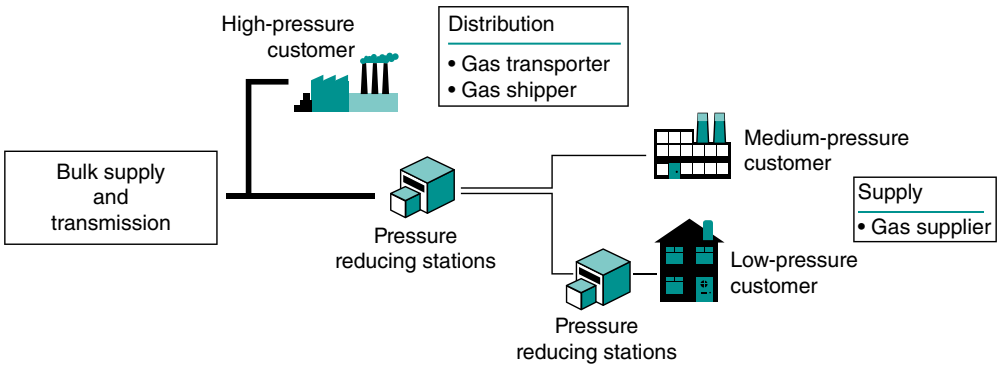 High-pressure
customer
Distribution
• Gas transporter
• Gas shipper
Bulk supply
and
transmission
Pressure
reducing stations
Medium-pressure
customer
Supply
• Gas supplier
Low-pressure
customer
Pressure
reducing stations